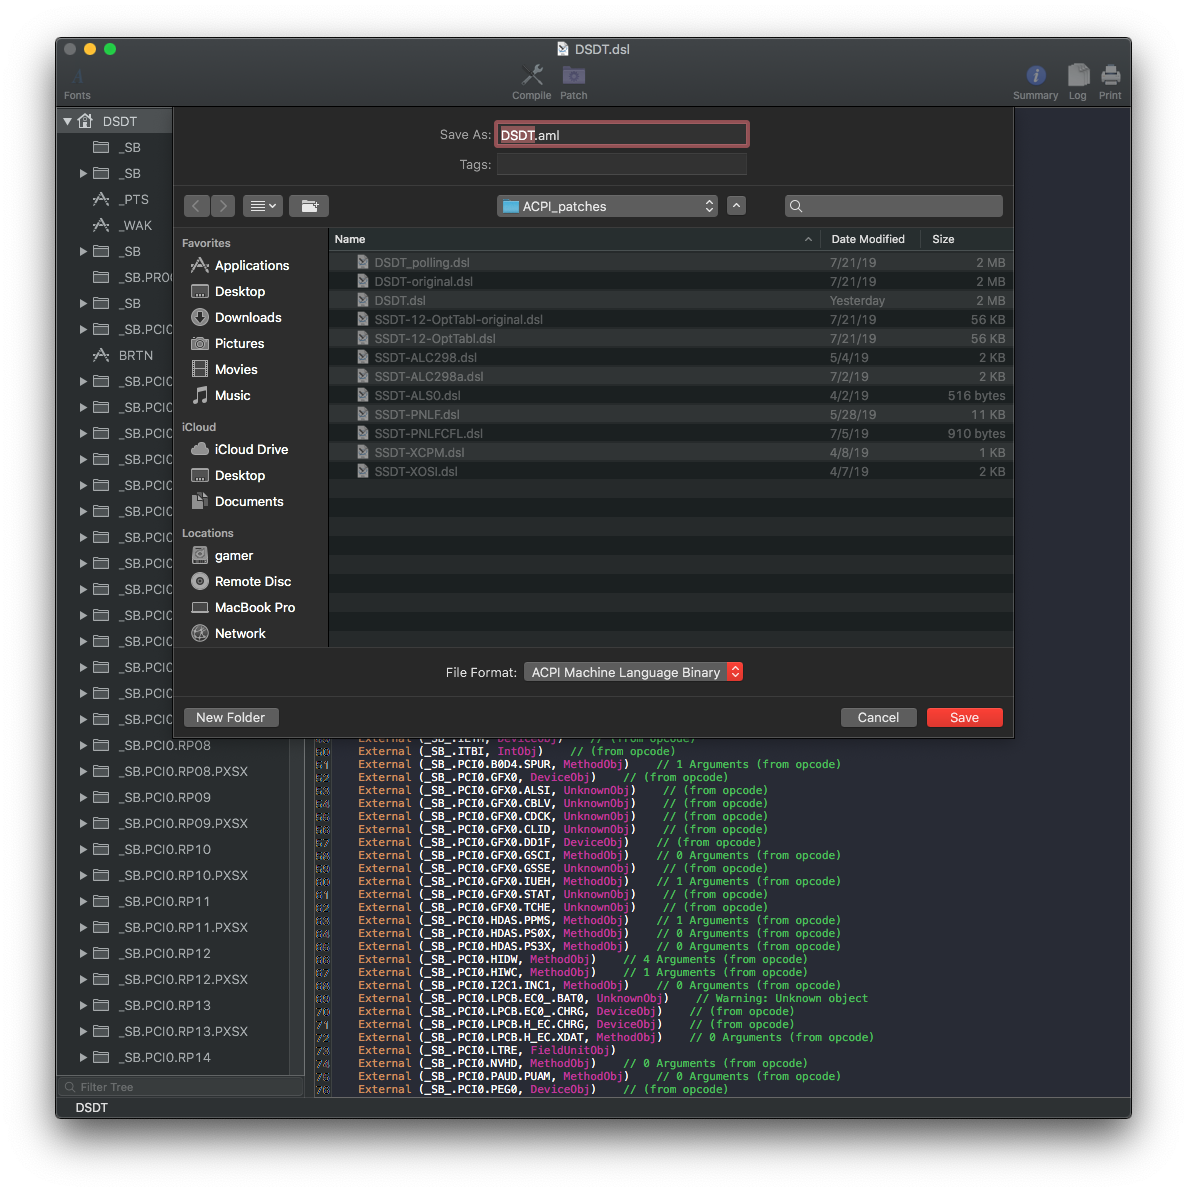 DSDT.dsl
Fonts
Compile
Patch
Summary
Log
Print
DSDT
_SB
_SB
_PTS
_WAK
_SB
_SB.PRO
_SB
_SB.PCI0
BRTN
_SB.PCI0
_SB.PCI0
_SB.PCI0
_SB.PCI0
_SB.PCI0
_SB.PCI0
_SB.PCI0
_SB.PCI0
_SB.PCI0
_SB.PCI0
_SB.PCI0
_SB.PCI0
_SB.PCI0
_SB.PCI0
_SB.PCI0.RP08
_SB.PCI0.RP08.PXSX
_SB.PCI0.RP09
_SB.PCI0.RP09.PXSX
_SB.PCI0.RP10
_SB.PCI0.RP10.PXSX
_SB.PCI0.RP11
_SB.PCI0.RP11.PXSX
_SB.PCI0.RP12
_SB.PCI0.RP12.PXSX
_SB.PCI0.RP13
_SB.PCI0.RP13.PXSX
_SB.PCI0.RP14
Filter Tree
DSDT
Save As: DSDT.aml
Tags:
ACPI_patches
Favorites
Applications
Desktop
Downloads
Pictures
Movies
Music
iCloud
iCloud Drive
Desktop
Documents
Locations
gamer
Remote Disc
MacBook Pro
Network
Name Date Modified Size
DSDT_polling.dsl 7/21/19 2 MB
DSDT-original.dsl 7/21/19 2 MB
DSDT.dsl Yesterday 2 MB
SSDT-12-OptTabl-original.dsl 7/21/19 56 KB
SSDT-12-OptTabl.dsl 7/21/19 56 KB
SSDT-ALC298.dsl 5/4/19 2 KB
SSDT-ALC298a.dsl 7/2/19 2 KB
SSDT-ALS0.dsl 4/2/19 516 bytes
SSDT-PNLF.dsl 5/28/19 11 KB
SSDT-PNLFCFL.dsl 7/5/19 910 bytes
SSDT-XCPM.dsl 4/8/19 1 KB
SSDT-XOSI.dsl 4/7/19 2 KB
File Format: ACPI Machine Language Binary
New Folder
Cancel
Save
External (_SB_.ITBI, IntObj) // (from opcode)
External (_SB_.PCI0.B0D4.SPUR, MethodObj) // 1 Arguments (from opcode)
External (_SB_.PCI0.GFX0, DeviceObj) // (from opcode)
External (_SB_.PCI0.GFX0.ALSI, UnknownObj) // (from opcode)
External (_SB_.PCI0.GFX0.CBLV, UnknownObj) // (from opcode)
External (_SB_.PCI0.GFX0.CDCK, UnknownObj) // (from opcode)
External (_SB_.PCI0.GFX0.CLID, UnknownObj) // (from opcode)
External (_SB_.PCI0.GFX0.DD1F, DeviceObj) // (from opcode)
External (_SB_.PCI0.GFX0.GSCI, MethodObj) // 0 Arguments (from opcode)
External (_SB_.PCI0.GFX0.GSSE, UnknownObj) // (from opcode)
External (_SB_.PCI0.GFX0.IUEH, MethodObj) // 1 Arguments (from opcode)
External (_SB_.PCI0.GFX0.STAT, UnknownObj) // (from opcode)
External (_SB_.PCI0.GFX0.TCHE, UnknownObj) // (from opcode)
External (_SB_.PCI0.HDAS.PPMS, MethodObj) // 1 Arguments (from opcode)
External (_SB_.PCI0.HDAS.PS0X, MethodObj) // 0 Arguments (from opcode)
External (_SB_.PCI0.HDAS.PS3X, MethodObj) // 0 Arguments (from opcode)
External (_SB_.PCI0.HIDW, MethodObj) // 4 Arguments (from opcode)
External (_SB_.PCI0.HIWC, MethodObj) // 1 Arguments (from opcode)
External (_SB_.PCI0.I2C1.INC1, MethodObj) // 0 Arguments (from opcode)
External (_SB_.PCI0.LPCB.EC0_.BAT0, UnknownObj) // Warning: Unknown object
External (_SB_.PCI0.LPCB.EC0_.CHRG, DeviceObj) // (from opcode)
External (_SB_.PCI0.LPCB.H_EC.CHRG, DeviceObj) // (from opcode)
External (_SB_.PCI0.LPCB.H_EC.XDAT, MethodObj) // 0 Arguments (from opcode)
External (_SB_.PCI0.LTRE, FieldUnitObj)
External (_SB_.PCI0.NVHD, MethodObj) // 0 Arguments (from opcode)
External (_SB_.PCI0.PAUD.PUAM, MethodObj) // 0 Arguments (from opcode)
External (_SB_.PCI0.PEG0, DeviceObj) // (from opcode)